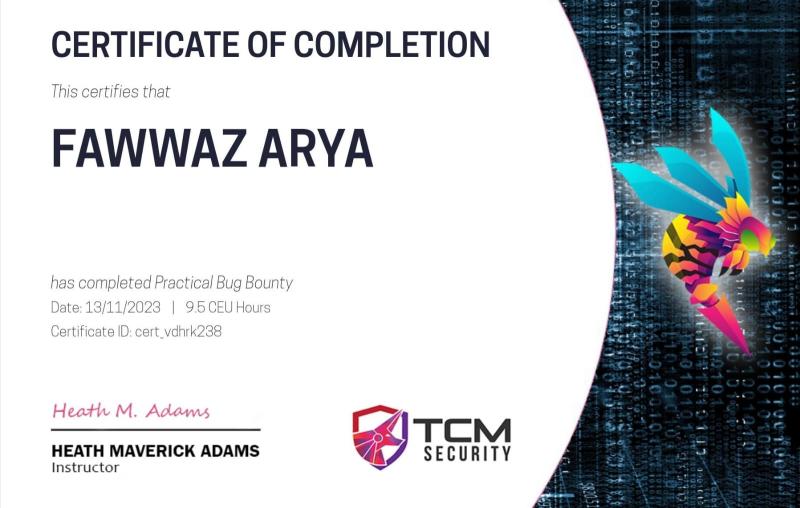 CERTIFICATE OF COMPLETION
This certifies that
FAWWAZ ARYA
has completed Practical Bug Bounty
Date: 13/11/2023 | 9.5 CEU Hours
Certificate ID: cert_vdhrk238
Heath M. Adams
HEATH MAVERICK ADAMS
Instructor
TCM
SECURITY